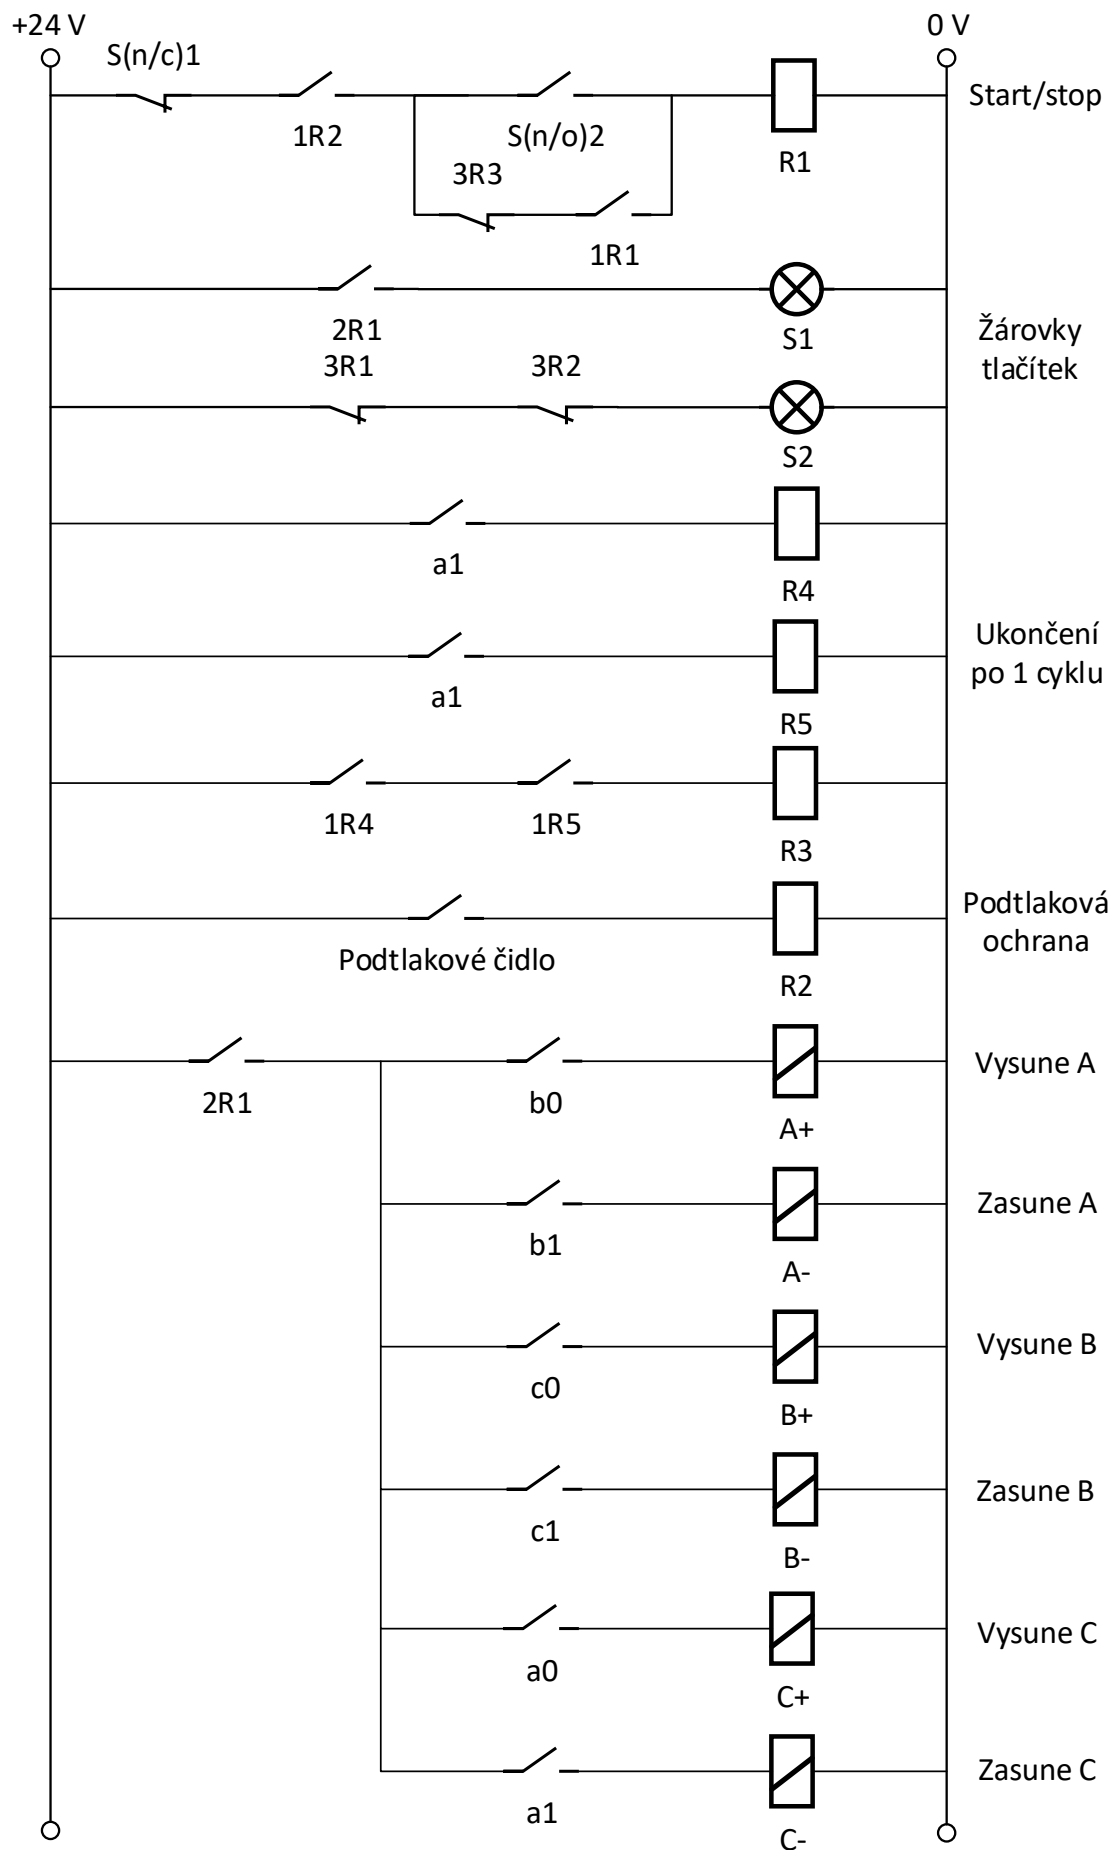 +24 V
0 V
S(n/c)1
Start/stop
1R2
S(n/o)2
R1
3R3
1R1
2R1
S1
Žárovky
tlačítek
3R1
3R2
S2
a1
R4
Ukončení
po 1 cyklu
a1
R5
1R4
1R5
R3
Podtlaková
ochrana
Podtlakové čidlo
R2
Vysune A
2R1
b0
A+
Zasune A
b1
A-
Vysune B
c0
B+
Zasune B
c1
B-
Vysune C
a0
C+
Zasune C
a1
C-